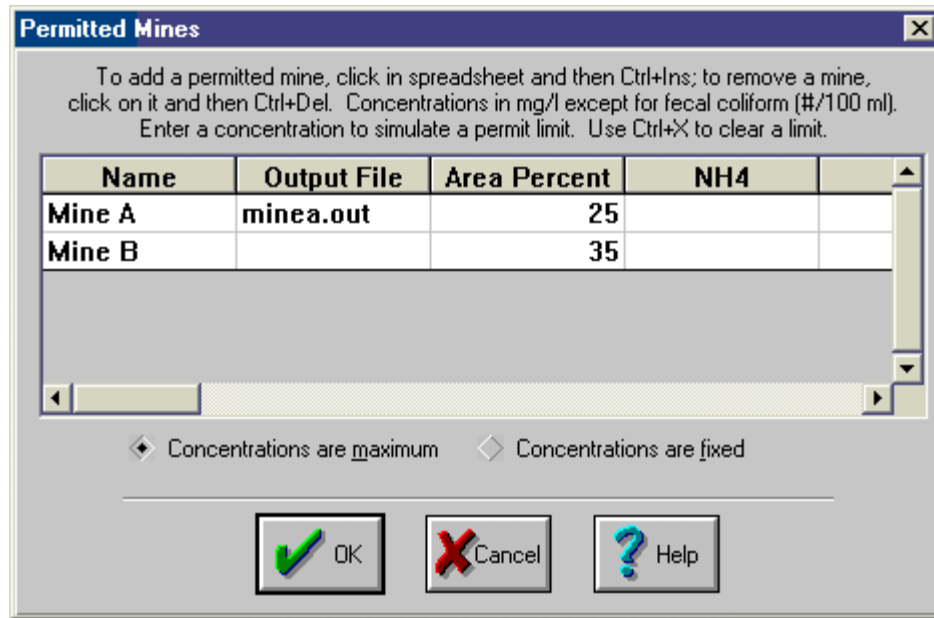 Permitted Mines
To add a permitted mine, click in spreadsheet and then Ctrl+Ins; to remove a mine,
click on it and then Ctrl+Del. Concentrations in mg/l except for fecal coliform (#/100 ml).
Enter a concentration to simulate a permit limit. Use Ctrl+X to clear a limit.
Name Output File Area Percent NH4
Mine A minea.out 25
Mine B 35
Concentrations are maximum Concentrations are fixed
OK Cancel Help